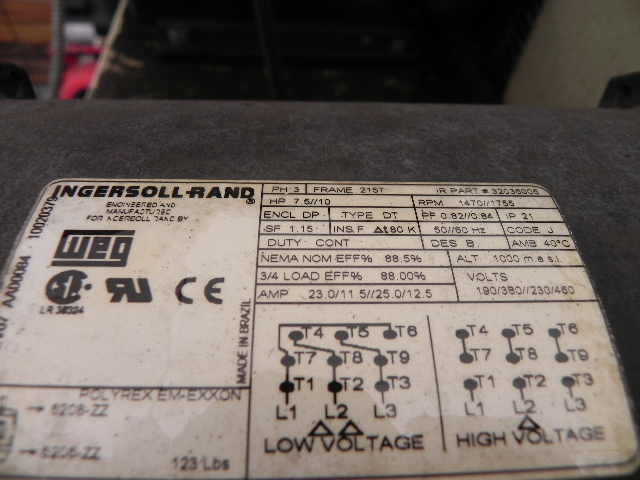 INGERSOLL-RAND
ENGINEERED AND
MANUFACTURED
FOR INGERSOLL RAND BY
WEG
LR 38324
MADE IN BRAZIL
AA00084 10020379
PH 3 FRAME 215T IR PART # 32036006
HP 7.5//10 RPM 1470//1755
ENCL DP TYPE DT PF 0.82//0.84 IP 21
SF 1.15 INS.F Δt80 K 50//60 Hz CODE J
DUTY CONT DES B. AMB 40°C
NEMA NOM EFF% 88.5% ALT. 1000 m.a.s.l.
3/4 LOAD EFF% 88.00% VOLTS
AMP 23.0/11.5//25.0/12.5 190/380//230/460
T4 T5 T6
T7 T8 T9
T1 T2 T3
L1 L2 L3
LOW VOLTAGE
T4 T5 T6
T7 T8 T9
T1 T2 T3
L1 L2 L3
HIGH VOLTAGE
POLYREX EM-EXXON
6208-ZZ
6206-ZZ
123 Lbs